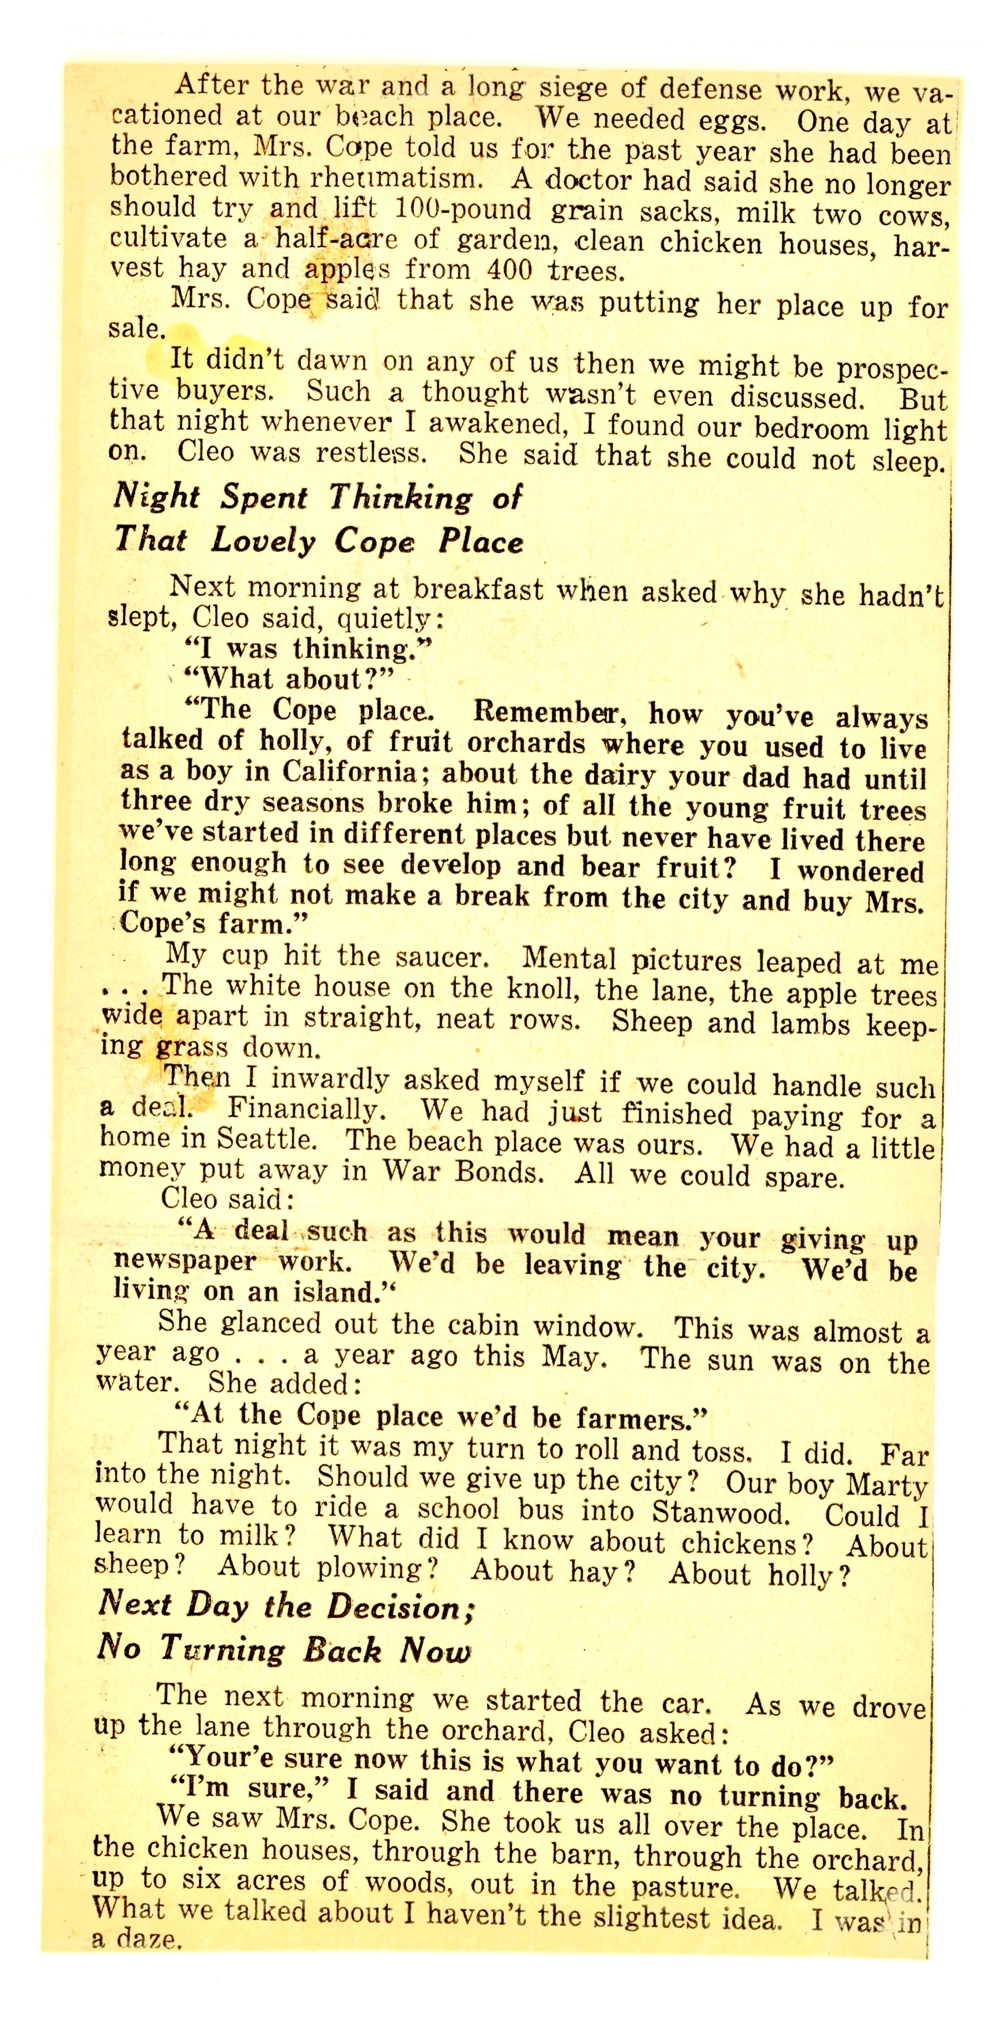 After the war and a long siege of defense work, we va-
cationed at our beach place. We needed eggs. One day at
the farm, Mrs. Cope told us for the past year she had been
bothered with rheumatism. A doctor had said she no longer
should try and lift 100-pound grain sacks, milk two cows,
cultivate a half-acre of garden, clean chicken houses, har-
vest hay and apples from 400 trees.
Mrs. Cope said that she was putting her place up for
sale.
It didn't dawn on any of us then we might be prospec-
tive buyers. Such a thought wasn't even discussed. But
that night whenever I awakened, I found our bedroom light
on. Cleo was restless. She said that she could not sleep.
Night Spent Thinking of
That Lovely Cope Place
Next morning at breakfast when asked why she hadn't
slept, Cleo said, quietly:
"I was thinking."
"What about?"
"The Cope place. Remember, how you've always
talked of holly, of fruit orchards where you used to live
as a boy in California; about the dairy your dad had until
three dry seasons broke him; of all the young fruit trees
we've started in different places but never have lived there
long enough to see develop and bear fruit? I wondered
if we might not make a break from the city and buy Mrs.
Cope's farm."
My cup hit the saucer. Mental pictures leaped at me
. . . The white house on the knoll, the lane, the apple trees
wide apart in straight, neat rows. Sheep and lambs keep-
ing grass down.
Then I inwardly asked myself if we could handle such
a deal. Financially. We had just finished paying for a
home in Seattle. The beach place was ours. We had a little
money put away in War Bonds. All we could spare.
Cleo said:
"A deal such as this would mean your giving up
newspaper work. We'd be leaving the city. We'd be
living on an island."
She glanced out the cabin window. This was almost a
year ago . . . a year ago this May. The sun was on the
water. She added:
"At the Cope place we'd be farmers."
That night it was my turn to roll and toss. I did. Far
into the night. Should we give up the city? Our boy Marty
would have to ride a school bus into Stanwood. Could I
learn to milk? What did I know about chickens? About
sheep? About plowing? About hay? About holly?
Next Day the Decision;
No Turning Back Now
The next morning we started the car. As we drove
up the lane through the orchard, Cleo asked:
"Your'e sure now this is what you want to do?"
"I'm sure," I said and there was no turning back.
We saw Mrs. Cope. She took us all over the place. In
the chicken houses, through the barn, through the orchard,
up to six acres of woods, out in the pasture. We talked.
What we talked about I haven't the slightest idea. I was in
a daze.